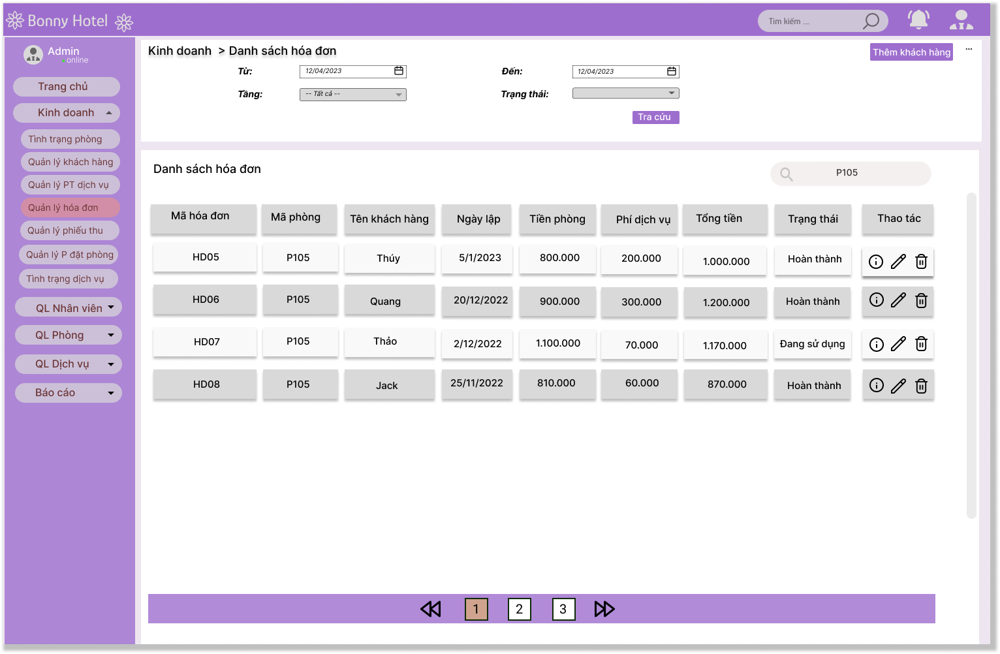 Bonny Hotel
Tìm kiếm ....
Admin
online
Trang chủ
Kinh doanh
Tình trạng phòng
Quản lý khách hàng
Quản lý PT dịch vụ
Quản lý hóa đơn
Quản lý phiếu thu
Quản lý P đặt phòng
Tình trạng dịch vụ
QL Nhân viên
QL Phòng
QL Dịch vụ
Báo cáo
Kinh doanh > Danh sách hóa đơn
Thêm khách hàng ...
Từ: 12/04/2023 Đến: 12/04/2023
Tầng: -- Tất cả -- Trạng thái:
Tra cứu
Danh sách hóa đơn
P105
Mã hóa đơn Mã phòng Tên khách hàng Ngày lập Tiền phòng Phí dịch vụ Tổng tiền Trạng thái Thao tác
HD05 P105 Thúy 5/1/2023 800.000 200.000 1.000.000 Hoàn thành
HD06 P105 Quang 20/12/2022 900.000 300.000 1.200.000 Hoàn thành
HD07 P105 Thảo 2/12/2022 1.100.000 70.000 1.170.000 Đang sử dụng
HD08 P105 Jack 25/11/2022 810.000 60.000 870.000 Hoàn thành
1 2 3